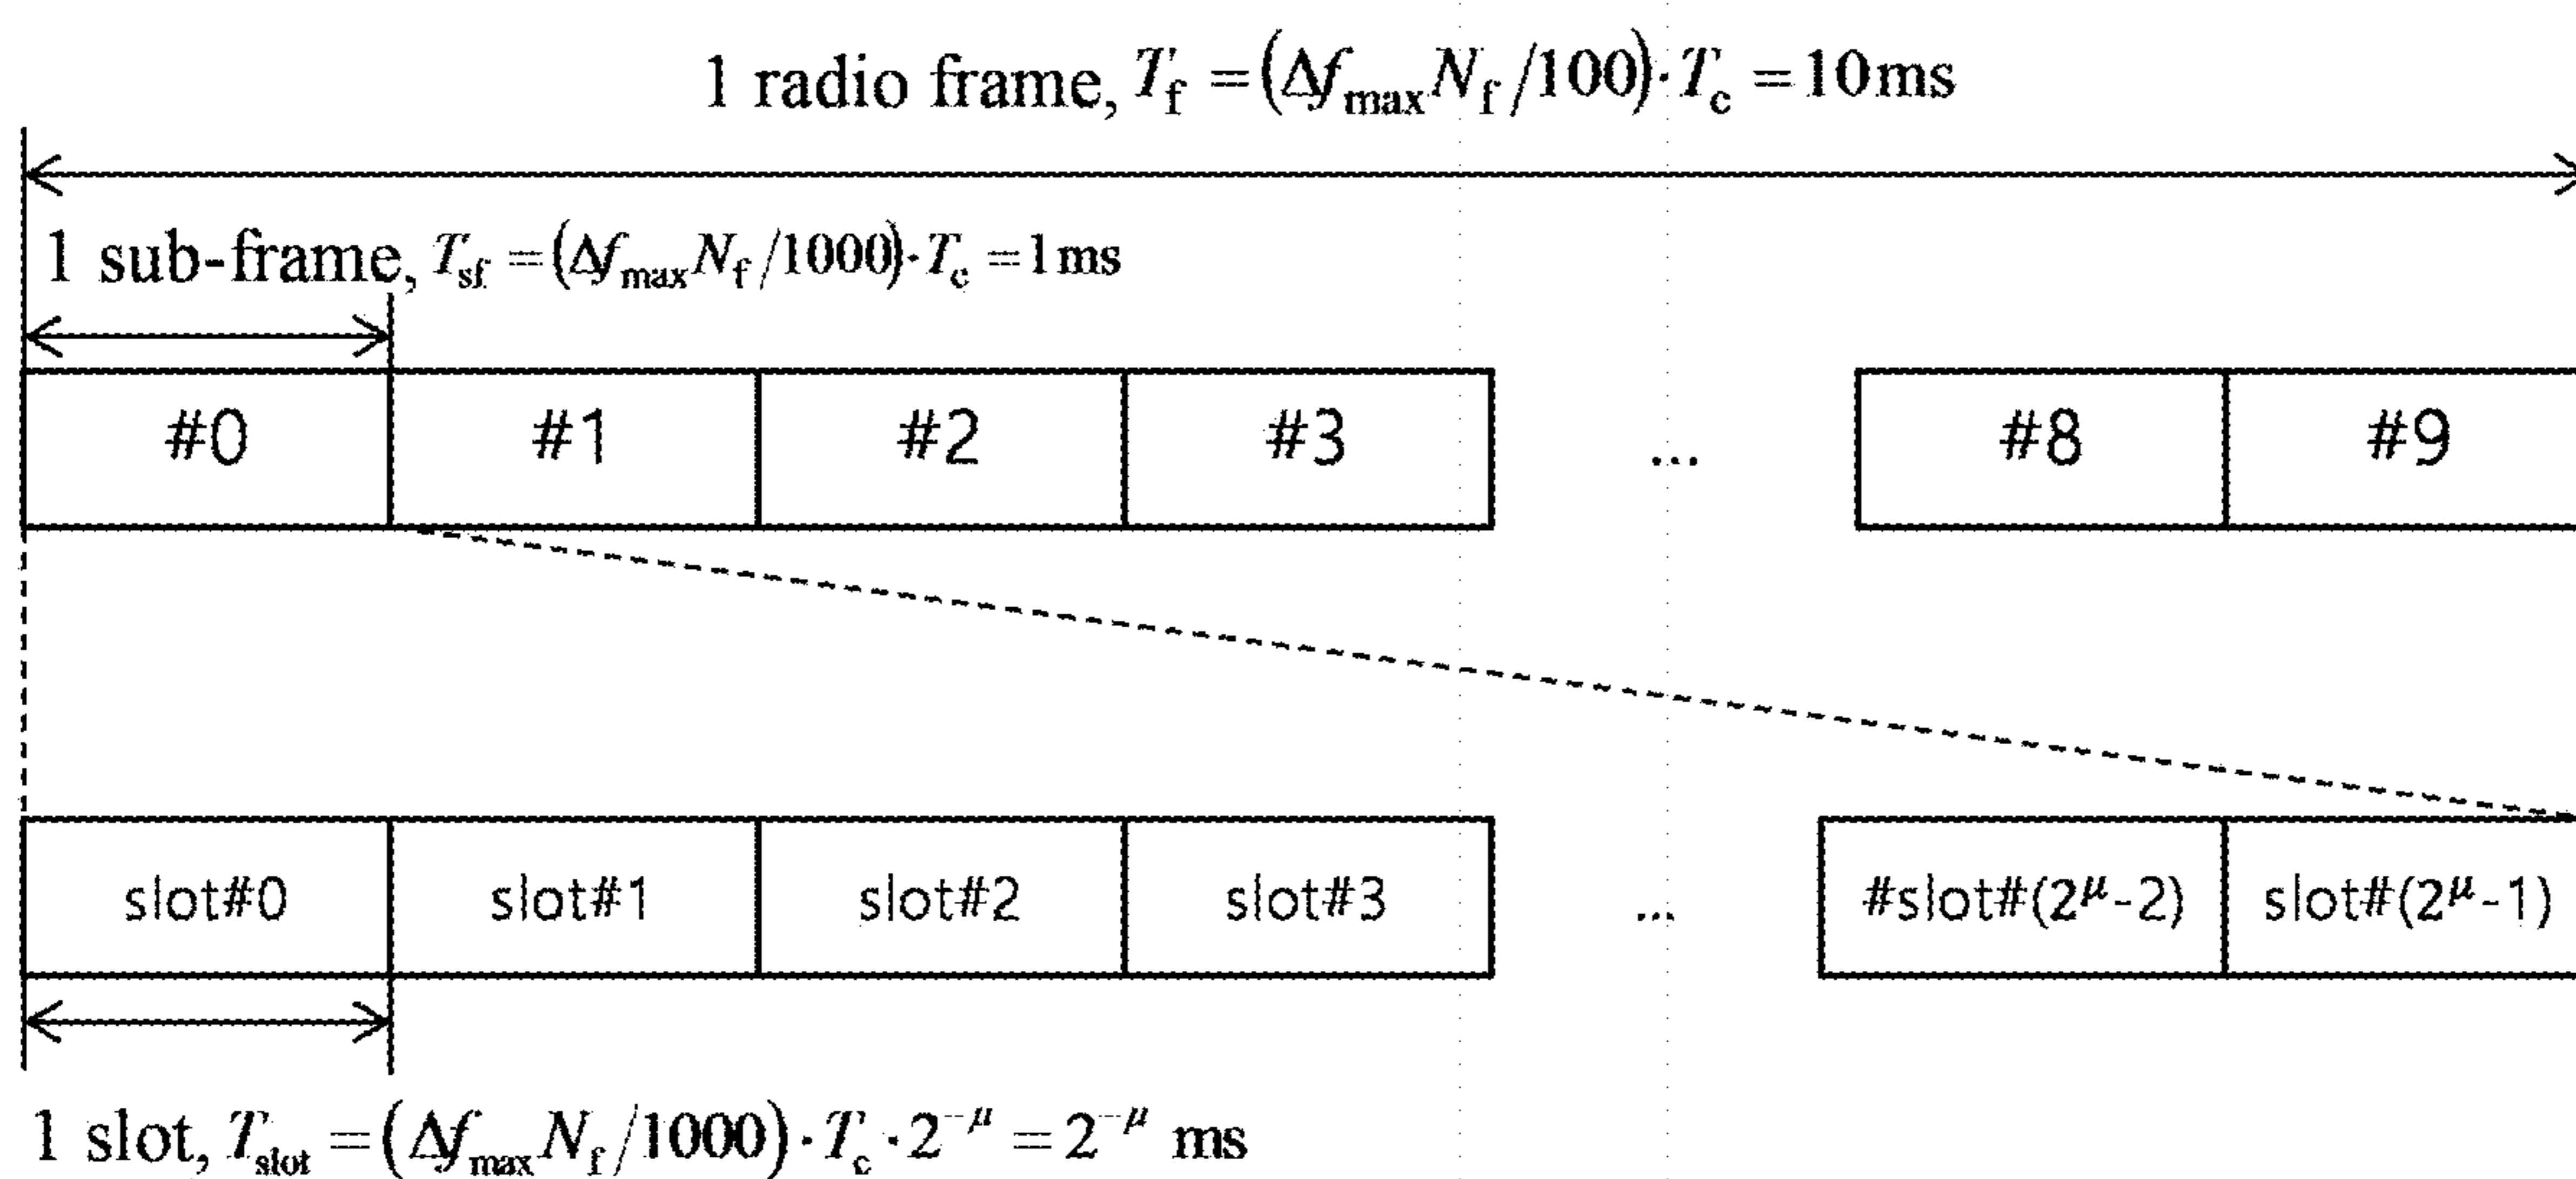 1 radio frame, T_f = (Δf_max N_f /100)·T_c = 10ms
1 sub-frame, T_sf = (Δf_max N_f /1000)·T_c = 1ms
#0 #1 #2 #3 ... #8 #9
slot#0 slot#1 slot#2 slot#3 ... #slot#(2^μ-2) slot#(2^μ-1)
1 slot, T_slot = (Δf_max N_f /1000)·T_c·2^-μ = 2^-μ ms